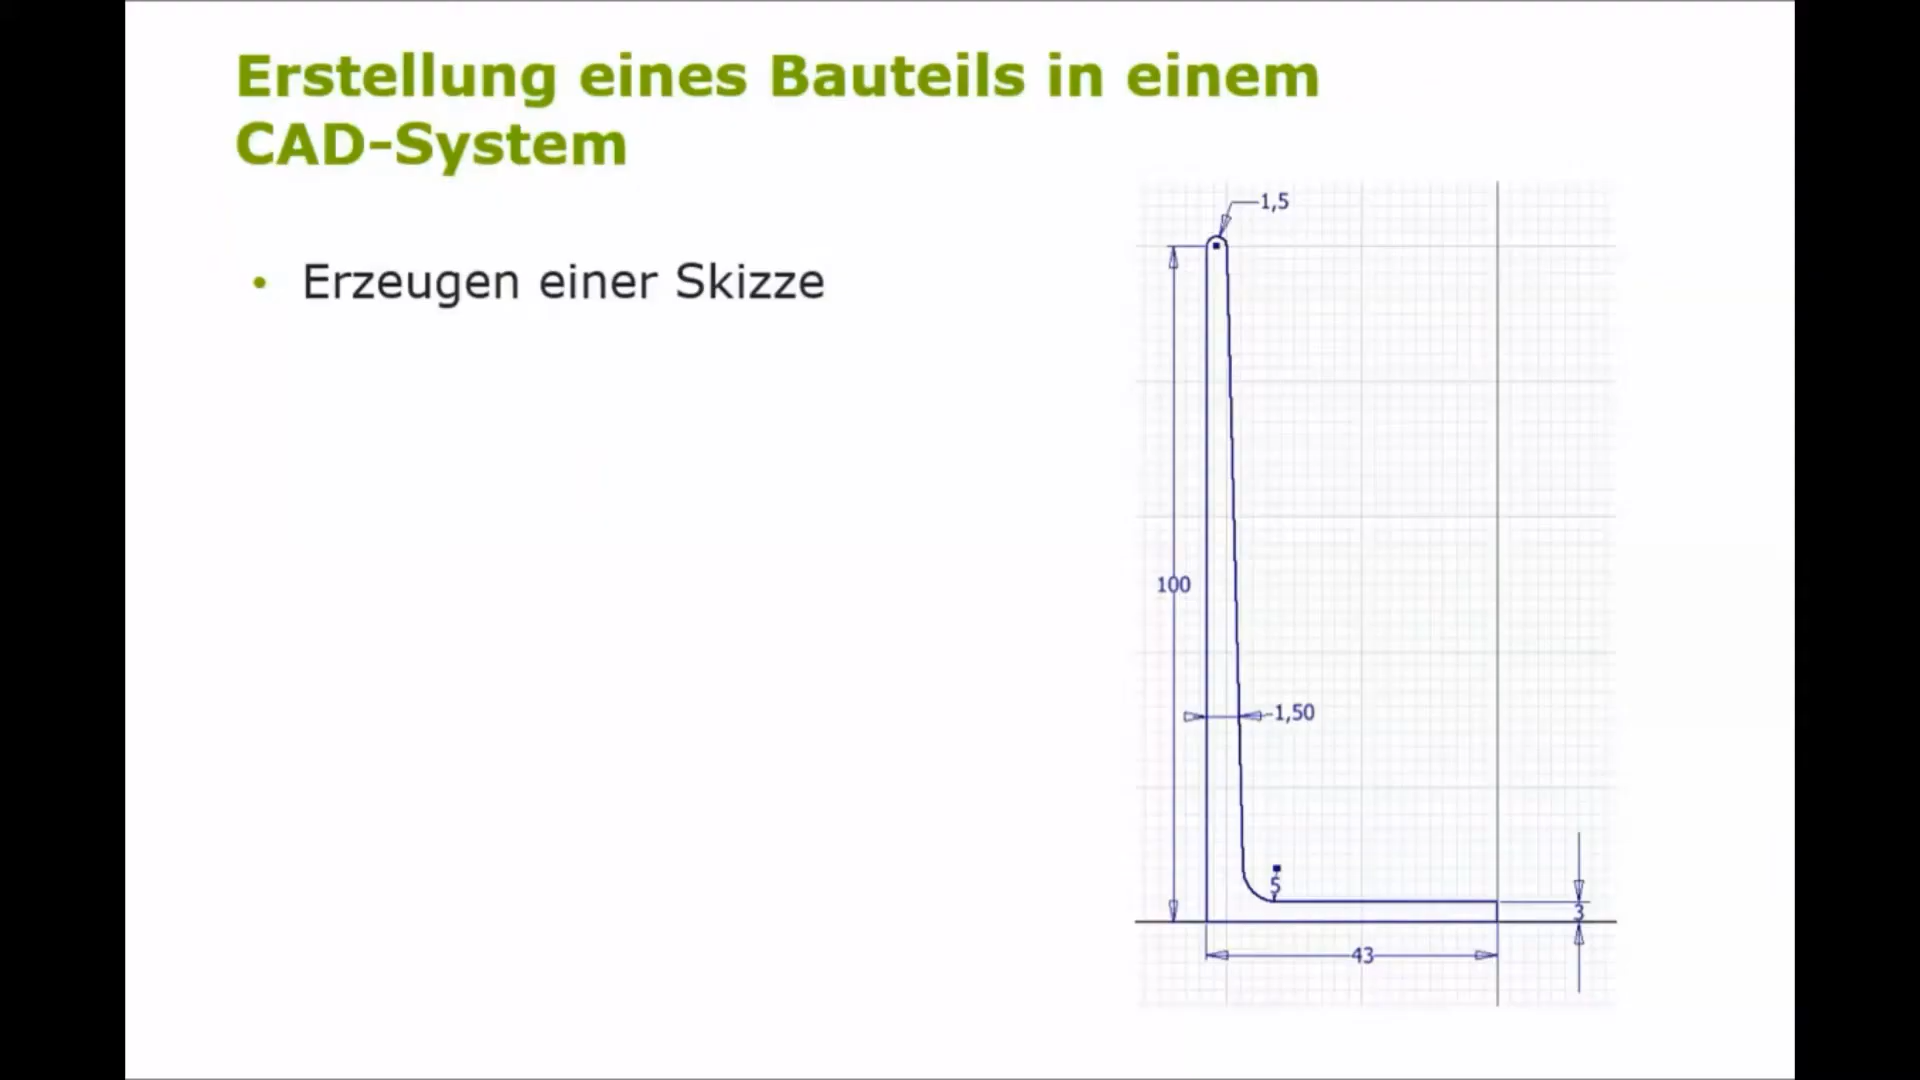 Erstellung eines Bauteils in einem
CAD-System
• Erzeugen einer Skizze
1,5
100
1,50
5
3
43